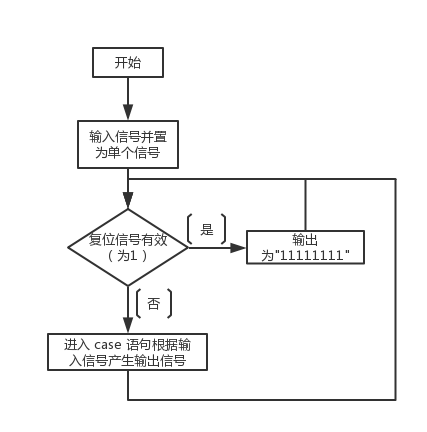 开始
输入信号并置
为单个信号
复位信号有效
（为1）
是
输出
为"11111111"
否
进入 case 语句根据输
入信号产生输出信号